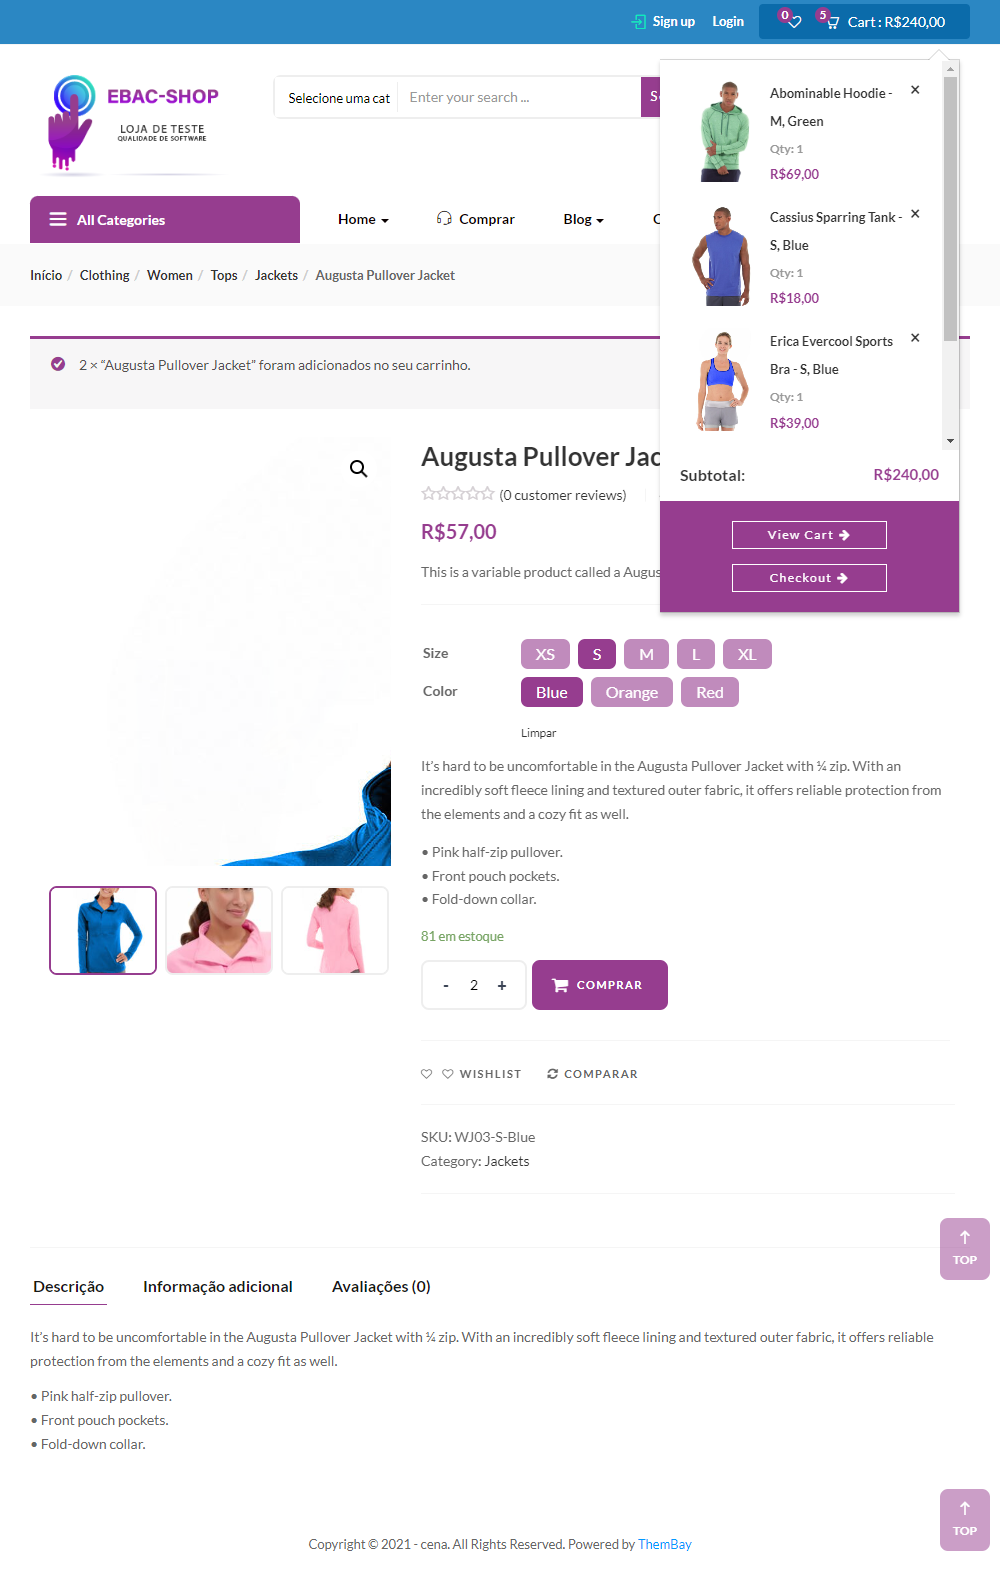 Sign up Login 0 5 Cart : R$240,00
EBAC-SHOP
LOJA DE TESTE
QUALIDADE DE SOFTWARE
Selecione uma cat Enter your search ...
All Categories Home Comprar Blog
Início / Clothing / Women / Tops / Jackets / Augusta Pullover Jacket
2 × “Augusta Pullover Jacket” foram adicionados no seu carrinho.
Abominable Hoodie -
M, Green
Qty: 1
R$69,00
Cassius Sparring Tank -
S, Blue
Qty: 1
R$18,00
Erica Evercool Sports
Bra - S, Blue
Qty: 1
R$39,00
Subtotal: R$240,00
View Cart
Checkout
Augusta Pullover Jac
(0 customer reviews)
R$57,00
This is a variable product called a Augus
Size XS S M L XL
Color Blue Orange Red
Limpar
It’s hard to be uncomfortable in the Augusta Pullover Jacket with ¼ zip. With an
incredibly soft fleece lining and textured outer fabric, it offers reliable protection from
the elements and a cozy fit as well.
• Pink half-zip pullover.
• Front pouch pockets.
• Fold-down collar.
81 em estoque
- 2 + COMPRAR
WISHLIST COMPARAR
SKU: WJ03-S-Blue
Category: Jackets
TOP
Descrição Informação adicional Avaliações (0)
It’s hard to be uncomfortable in the Augusta Pullover Jacket with ¼ zip. With an incredibly soft fleece lining and textured outer fabric, it offers reliable
protection from the elements and a cozy fit as well.
• Pink half-zip pullover.
• Front pouch pockets.
• Fold-down collar.
TOP
Copyright © 2021 - cena. All Rights Reserved. Powered by ThemBay